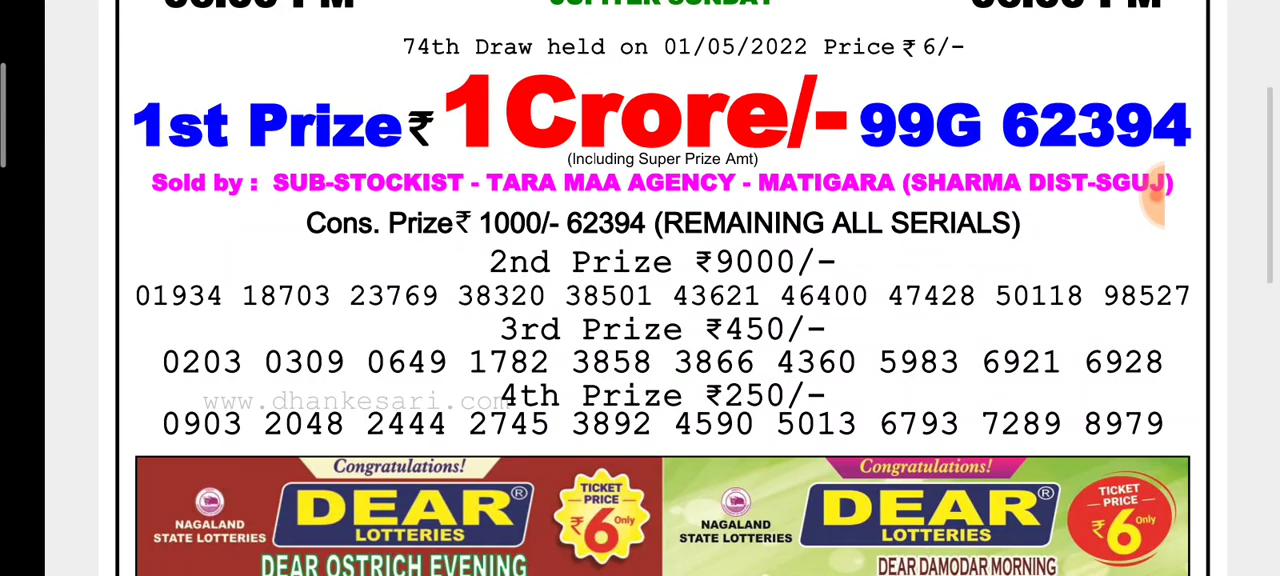 JUPITER SUNDAY
74th Draw held on 01/05/2022 Price ₹ 6/-
1st Prize ₹ 1Crore/- 99G 62394
(Including Super Prize Amt)
Sold by : SUB-STOCKIST - TARA MAA AGENCY - MATIGARA (SHARMA DIST-SGUJ)
Cons. Prize ₹ 1000/- 62394 (REMAINING ALL SERIALS)
2nd Prize ₹9000/-
01934 18703 23769 38320 38501 43621 46400 47428 50118 98527
3rd Prize ₹450/-
0203 0309 0649 1782 3858 3866 4360 5983 6921 6928
www.dhankesari.com
4th Prize ₹250/-
0903 2048 2444 2745 3892 4590 5013 6793 7289 8979
Congratulations!
NAGALAND
STATE LOTTERIES
DEAR®
LOTTERIES
TICKET
PRICE
₹6 Only
DEAR OSTRICH EVENING
Congratulations!
NAGALAND
STATE LOTTERIES
DEAR®
LOTTERIES
TICKET
PRICE
₹6 Only
DEAR DAMODAR MORNING